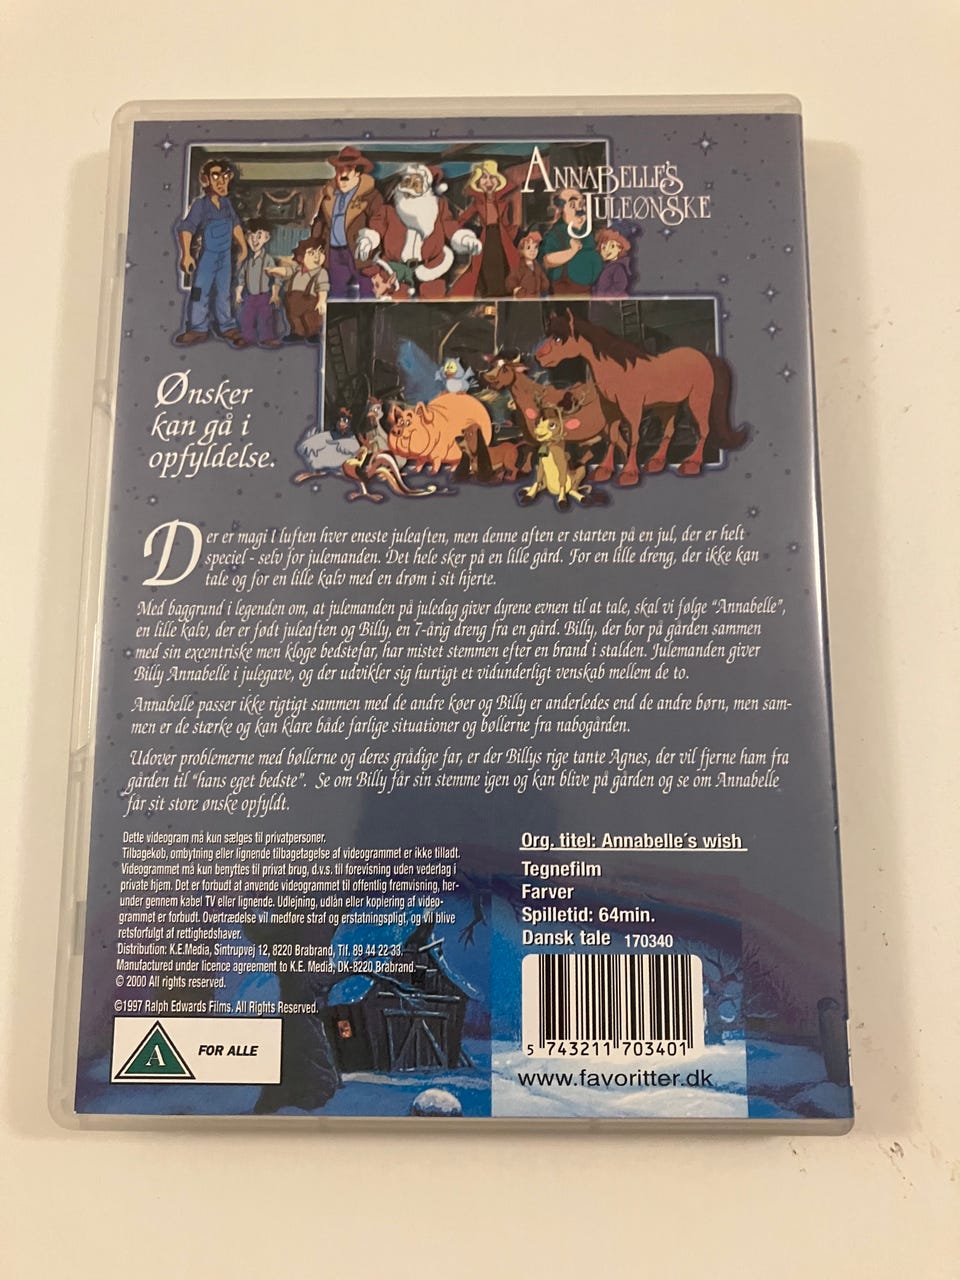 AnnaBelle's
Juleønske
Ønsker
kan gå i
opfyldelse.
Der er magi I luften hver eneste juleaften, men denne aften er starten på en jul, der er helt
speciel - selv for julemanden. Det hele sker på en lille gård. For en lille dreng, der ikke kan
tale og for en lille kalv med en drøm i sit hjerte.
Med baggrund i legenden om, at julemanden på juledag giver dyrene evnen til at tale, skal vi følge "Annabelle",
en lille kalv, der er født juleaften og Billy, en 7-årig dreng fra en gård. Billy, der bor på gården sammen
med sin excentriske men kloge bedstefar, har mistet stemmen efter en brand i stalden. Julemanden giver
Billy Annabelle i julegave, og der udvikler sig hurtigt et vidunderligt venskab mellem de to.
Annabelle passer ikke rigtigt sammen med de andre køer og Billy er anderledes end de andre børn, men sam-
men er de stærke og kan klare både farlige situationer og bøllerne fra nabogården.
Udover problemerne med bøllerne og deres grådige far, er der Billys rige tante Agnes, der vil fjerne ham fra
gården til "hans eget bedste". Se om Billy får sin stemme igen og kan blive på gården og se om Annabelle
får sit store ønske opfyldt.
Dette videogram må kun sælges til privatpersoner.
Tilbagekøb, ombytning eller lignende tilbagetagelse af videogrammet er ikke tilladt.
Videogrammet må kun benyttes til privat brug, d.v.s. til forevisning uden vederlag i
private hjem. Det er forbudt at anvende videogrammet til offentlig fremvisning, her-
under gennem kabel TV eller lignende. Udlejning, udlån eller kopiering af video-
grammet er forbudt. Overtrædelse vil medføre straf og erstatningspligt, og vil blive
retsforfulgt af rettighedshaver.
Distribution: K.E.Media, Sintrupvej 12, 8220 Brabrand, Tlf. 89 44 22 33.
Manufactured under licence agreement to K.E. Media, DK-8220 Brabrand.
© 2000 All rights reserved.
©1997 Ralph Edwards Films. All Rights Reserved.
A
FOR ALLE
Org. titel: Annabelle´s wish
Tegnefilm
Farver
Spilletid: 64min.
Dansk tale 170340
5 743211 703401
www.favoritter.dk